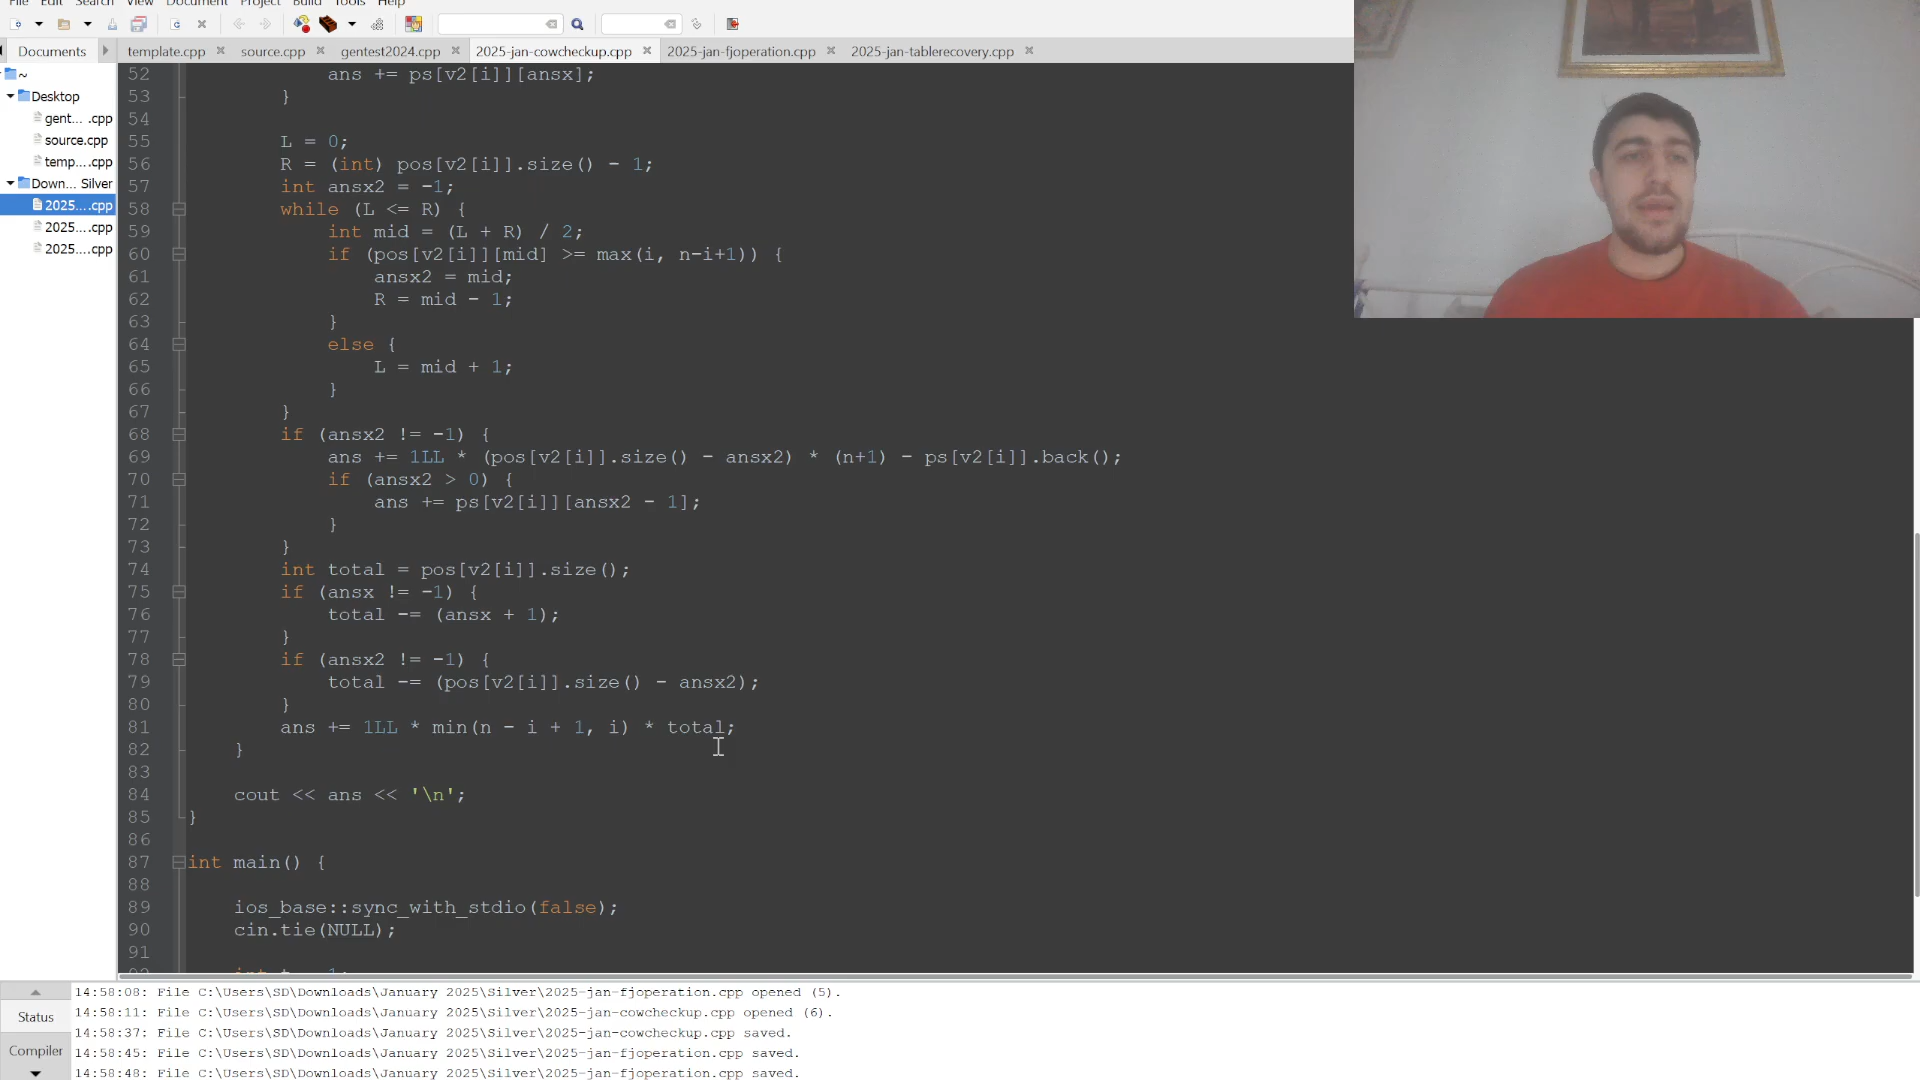 File Edit Search View Document Project Build Tools Help
Documents template.cpp source.cpp gentest2024.cpp 2025-jan-cowcheckup.cpp 2025-jan-fjoperation.cpp 2025-jan-tablerecovery.cpp
~
Desktop
gent... .cpp
source.cpp
temp....cpp
Down... Silver
2025....cpp
2025....cpp
2025....cpp
52 ans += ps[v2[i]][ansx];
53 }
54
55 L = 0;
56 R = (int) pos[v2[i]].size() - 1;
57 int ansx2 = -1;
58 while (L <= R) {
59 int mid = (L + R) / 2;
60 if (pos[v2[i]][mid] >= max(i, n-i+1)) {
61 ansx2 = mid;
62 R = mid - 1;
63 }
64 else {
65 L = mid + 1;
66 }
67 }
68 if (ansx2 != -1) {
69 ans += 1LL * (pos[v2[i]].size() - ansx2) * (n+1) - ps[v2[i]].back();
70 if (ansx2 > 0) {
71 ans += ps[v2[i]][ansx2 - 1];
72 }
73 }
74 int total = pos[v2[i]].size();
75 if (ansx != -1) {
76 total -= (ansx + 1);
77 }
78 if (ansx2 != -1) {
79 total -= (pos[v2[i]].size() - ansx2);
80 }
81 ans += 1LL * min(n - i + 1, i) * total;
82 }
83
84 cout << ans << '\n';
85 }
86
87 int main() {
88
89 ios_base::sync_with_stdio(false);
90 cin.tie(NULL);
91
92 int t = 1;
Status
Compiler
14:58:08: File C:\Users\SD\Downloads\January 2025\Silver\2025-jan-fjoperation.cpp opened (5).
14:58:11: File C:\Users\SD\Downloads\January 2025\Silver\2025-jan-cowcheckup.cpp opened (6).
14:58:37: File C:\Users\SD\Downloads\January 2025\Silver\2025-jan-cowcheckup.cpp saved.
14:58:45: File C:\Users\SD\Downloads\January 2025\Silver\2025-jan-fjoperation.cpp saved.
14:58:48: File C:\Users\SD\Downloads\January 2025\Silver\2025-jan-fjoperation.cpp saved.